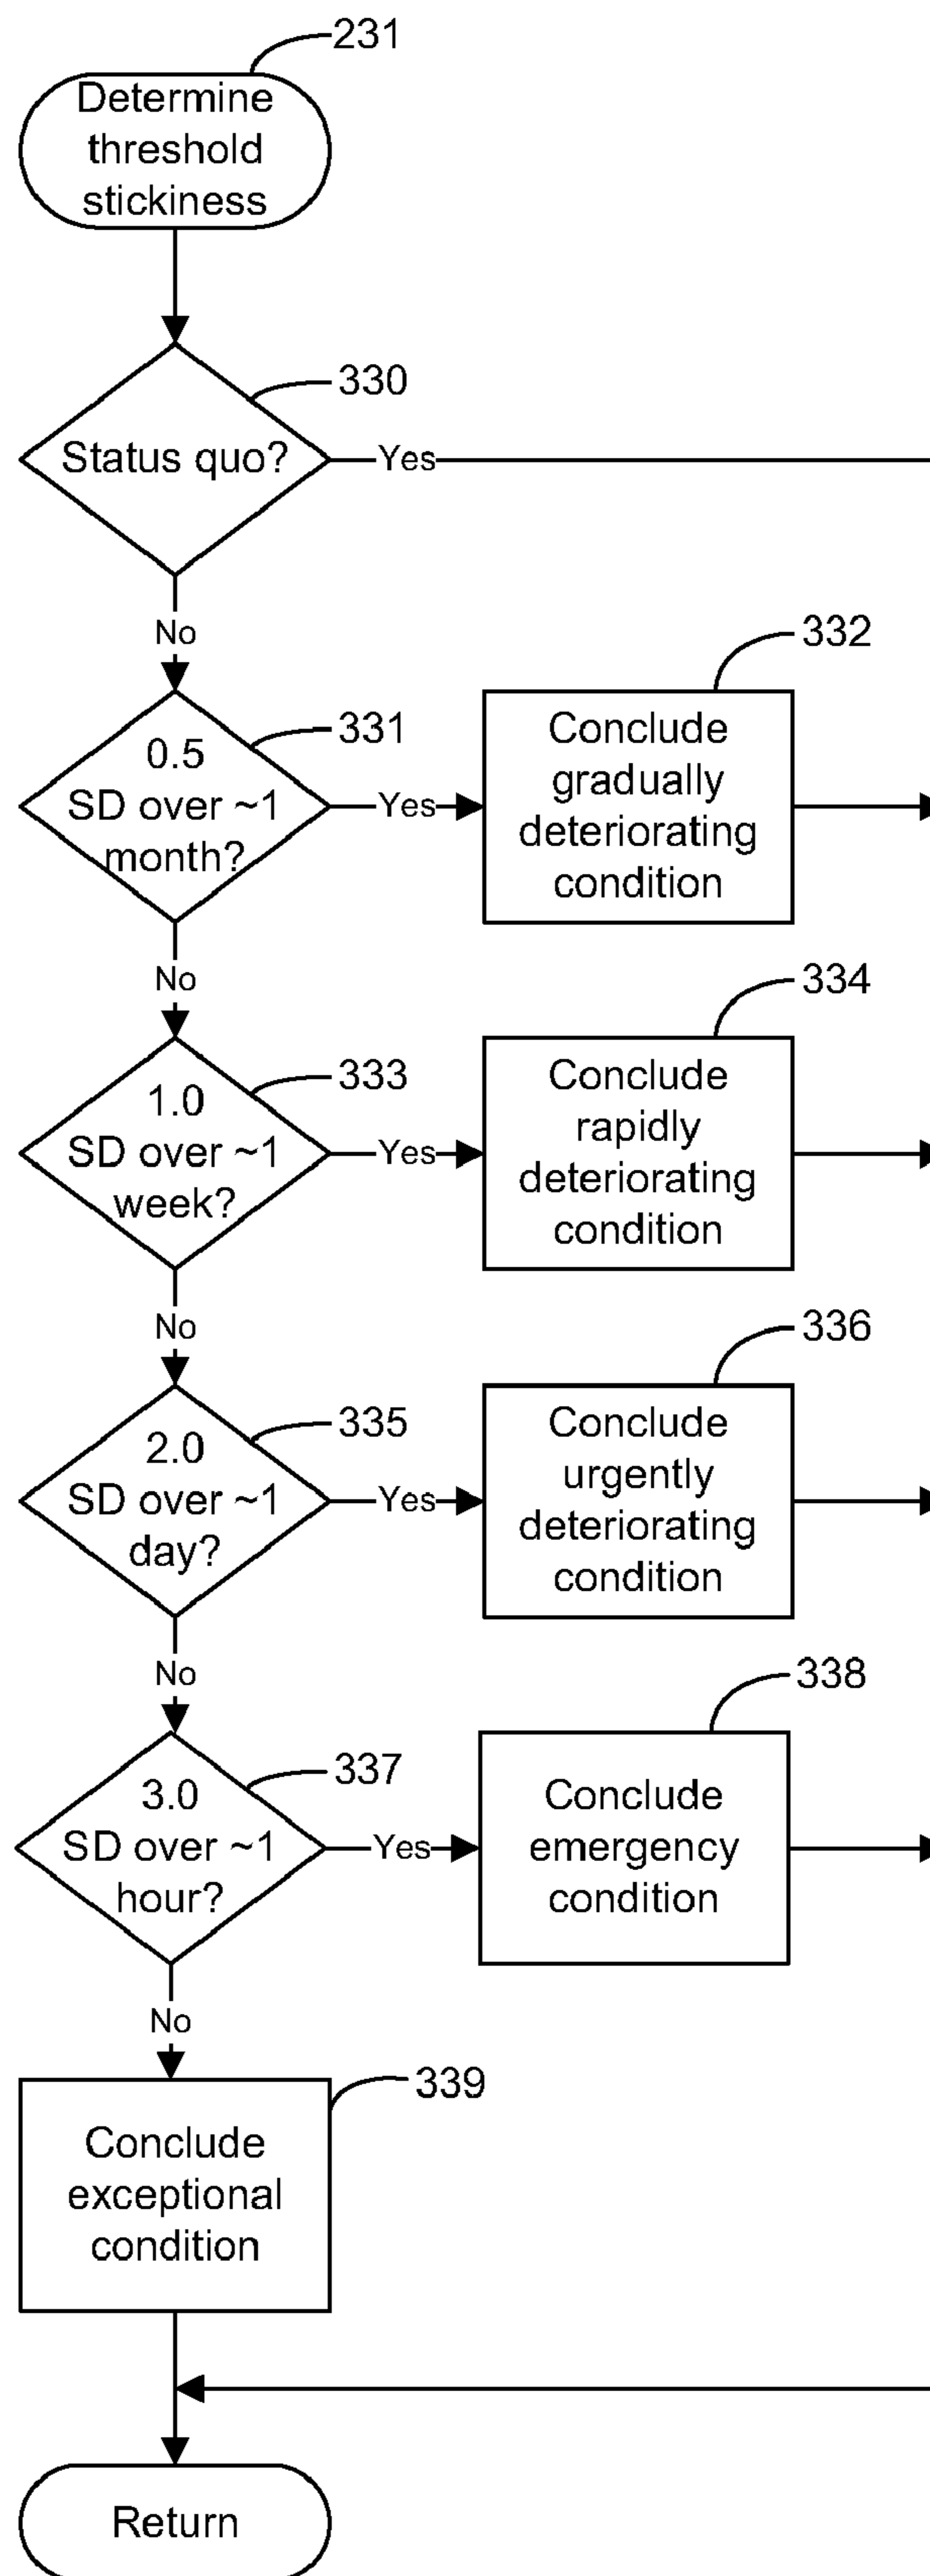 231
Determine
threshold
stickiness
330
Status quo?
Yes
No
332
331
0.5
SD over ~1
month?
Yes
Conclude
gradually
deteriorating
condition
No
334
333
1.0
SD over ~1
week?
Yes
Conclude
rapidly
deteriorating
condition
No
336
335
2.0
SD over ~1
day?
Yes
Conclude
urgently
deteriorating
condition
No
338
337
3.0
SD over ~1
hour?
Yes
Conclude
emergency
condition
No
339
Conclude
exceptional
condition
Return